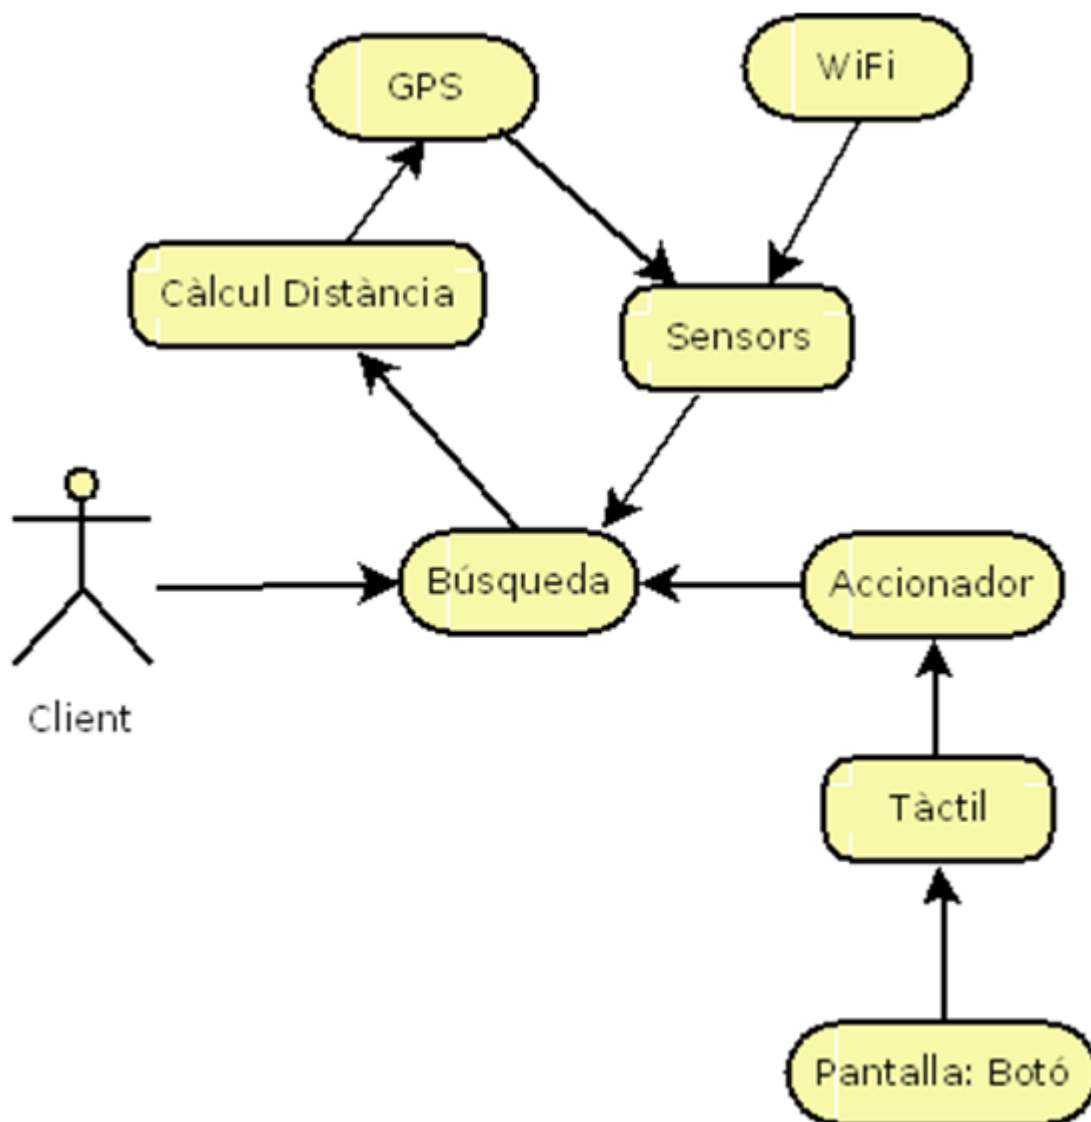 GPS
WiFi
Càlcul Distància
Sensors
Búsqueda
Accionador
Client
Tàctil
Pantalla: Botó